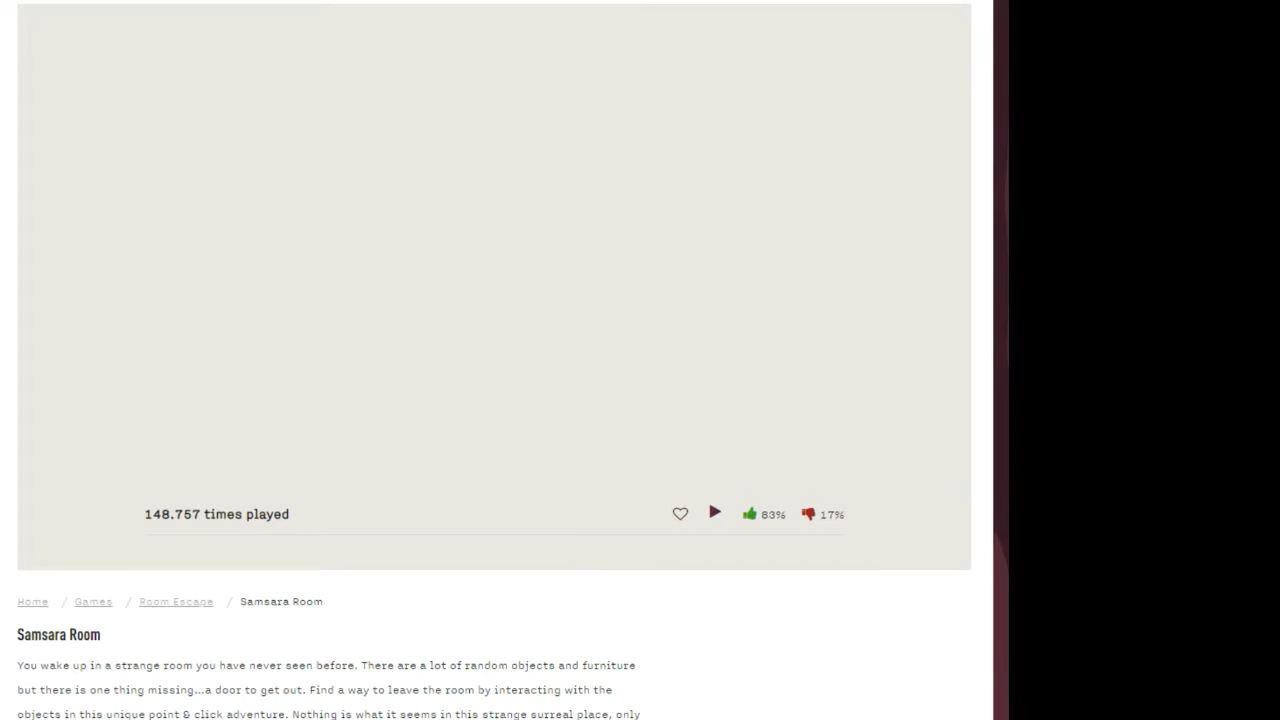 148.757 times played
83% 17%
Home / Games / Room Escape / Samsara Room
Samsara Room
You wake up in a strange room you have never seen before. There are a lot of random objects and furniture
but there is one thing missing...a door to get out. Find a way to leave the room by interacting with the
objects in this unique point & click adventure. Nothing is what it seems in this strange surreal place, only